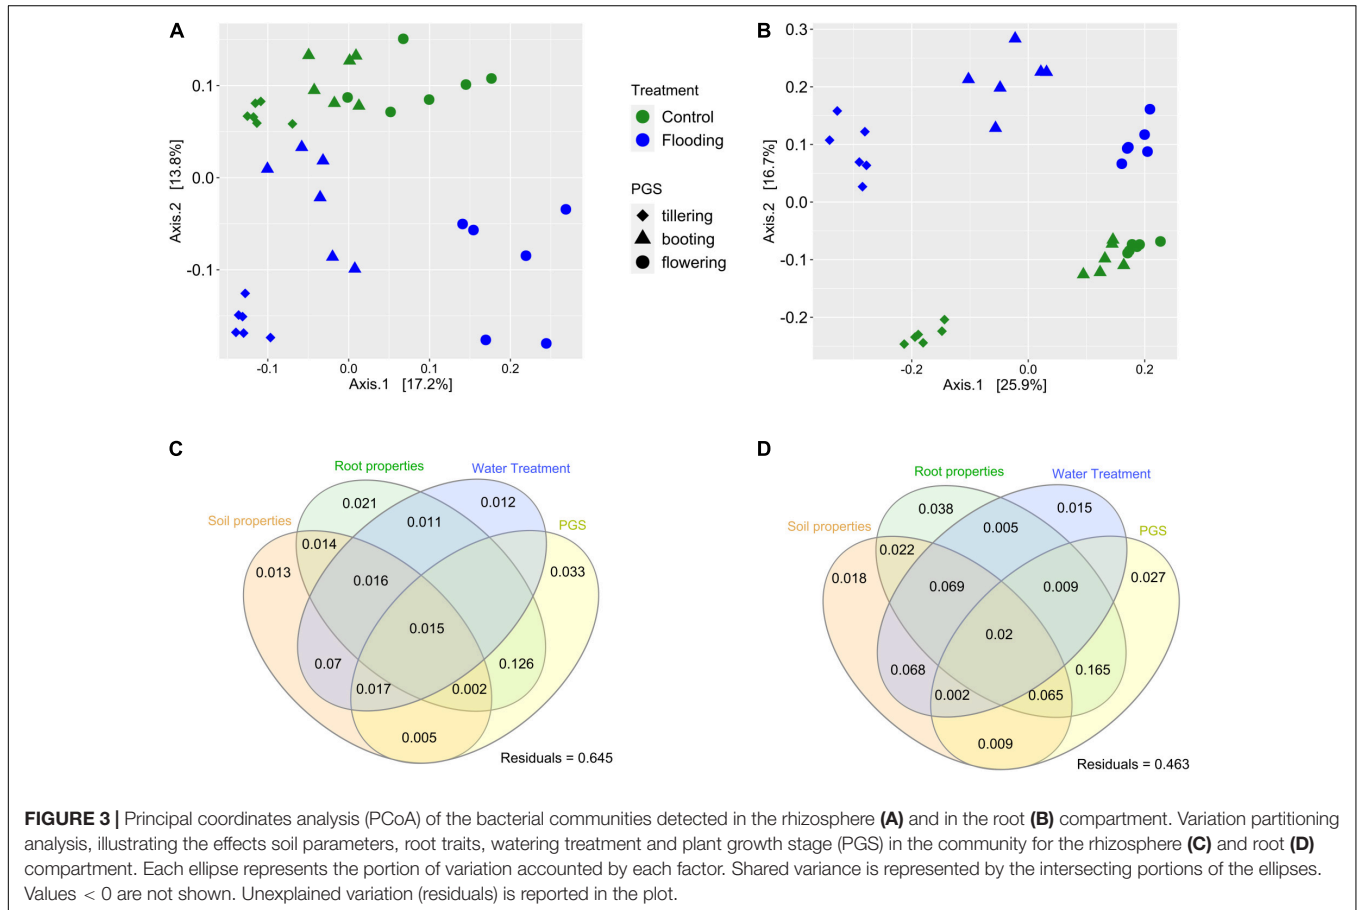 A
0.1
0.0
-0.1
Axis.2 [13.8%]
-0.1
0.0
0.1
0.2
Axis.1 [17.2%]
Treatment
Control
Flooding
PGS
tillering
booting
flowering
B
0.3
0.2
0.1
0.0
-0.1
-0.2
Axis.2 [16.7%]
-0.2
0.0
0.2
Axis.1 [25.9%]
C
Root properties
Water Treatment
Soil properties
PGS
0.021
0.012
0.011
0.014
0.013
0.033
0.016
0.015
0.07
0.126
0.017
0.002
0.005
Residuals = 0.645
D
Root properties
Water Treatment
Soil properties
PGS
0.038
0.015
0.005
0.022
0.018
0.027
0.069
0.009
0.02
0.068
0.165
0.002
0.065
0.009
Residuals = 0.463
FIGURE 3 | Principal coordinates analysis (PCoA) of the bacterial communities detected in the rhizosphere (A) and in the root (B) compartment. Variation partitioning
analysis, illustrating the effects soil parameters, root traits, watering treatment and plant growth stage (PGS) in the community for the rhizosphere (C) and root (D)
compartment. Each ellipse represents the portion of variation accounted by each factor. Shared variance is represented by the intersecting portions of the ellipses.
Values < 0 are not shown. Unexplained variation (residuals) is reported in the plot.